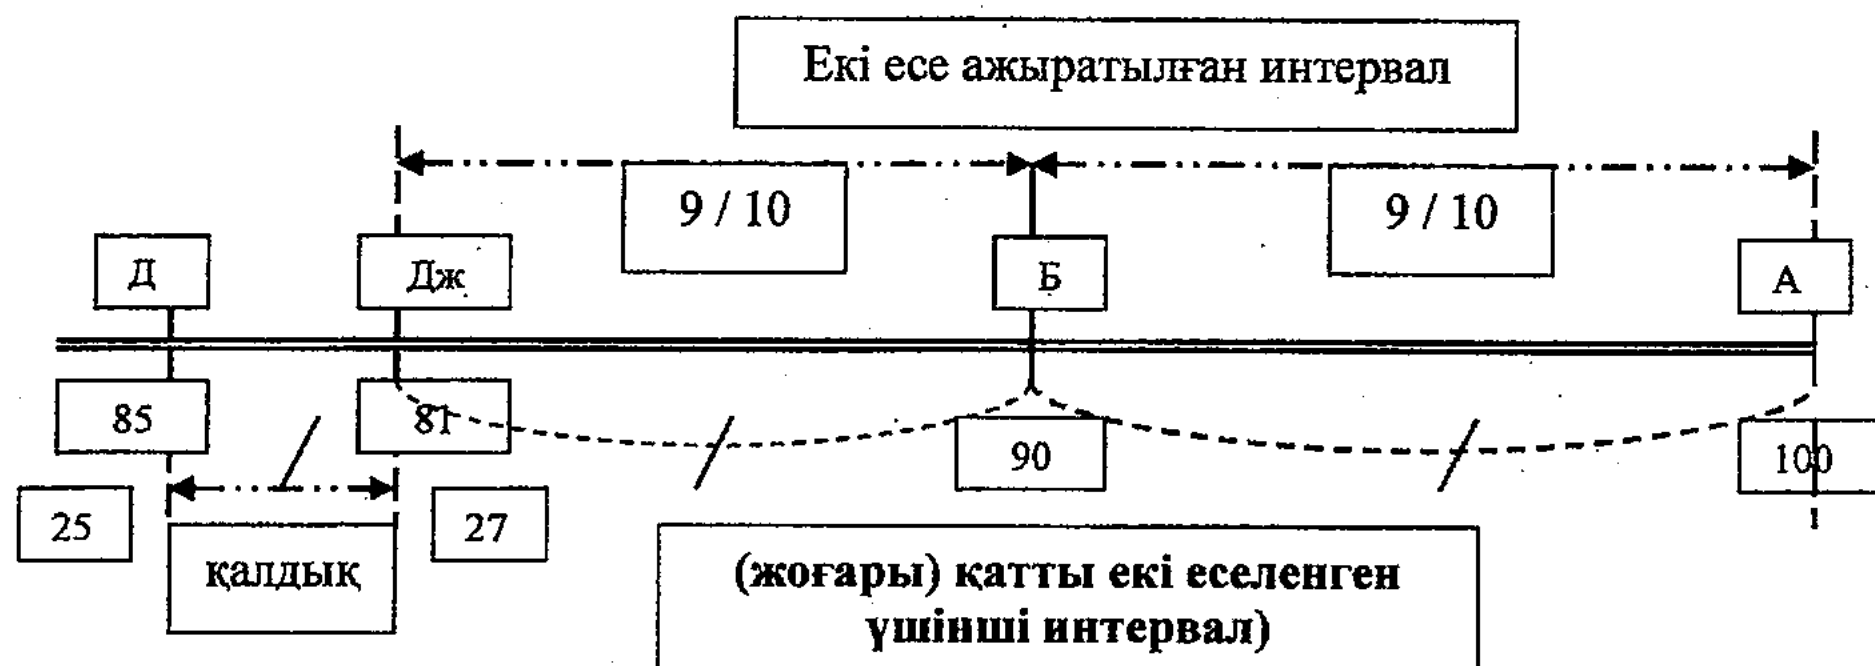 Екі есе ажыратылған интервал
9 / 10
9 / 10
Д
Дж
Б
А
85
81
90
100
25
27
қалдық
(жоғары) қатты екі еселенген
үшінші интервал)